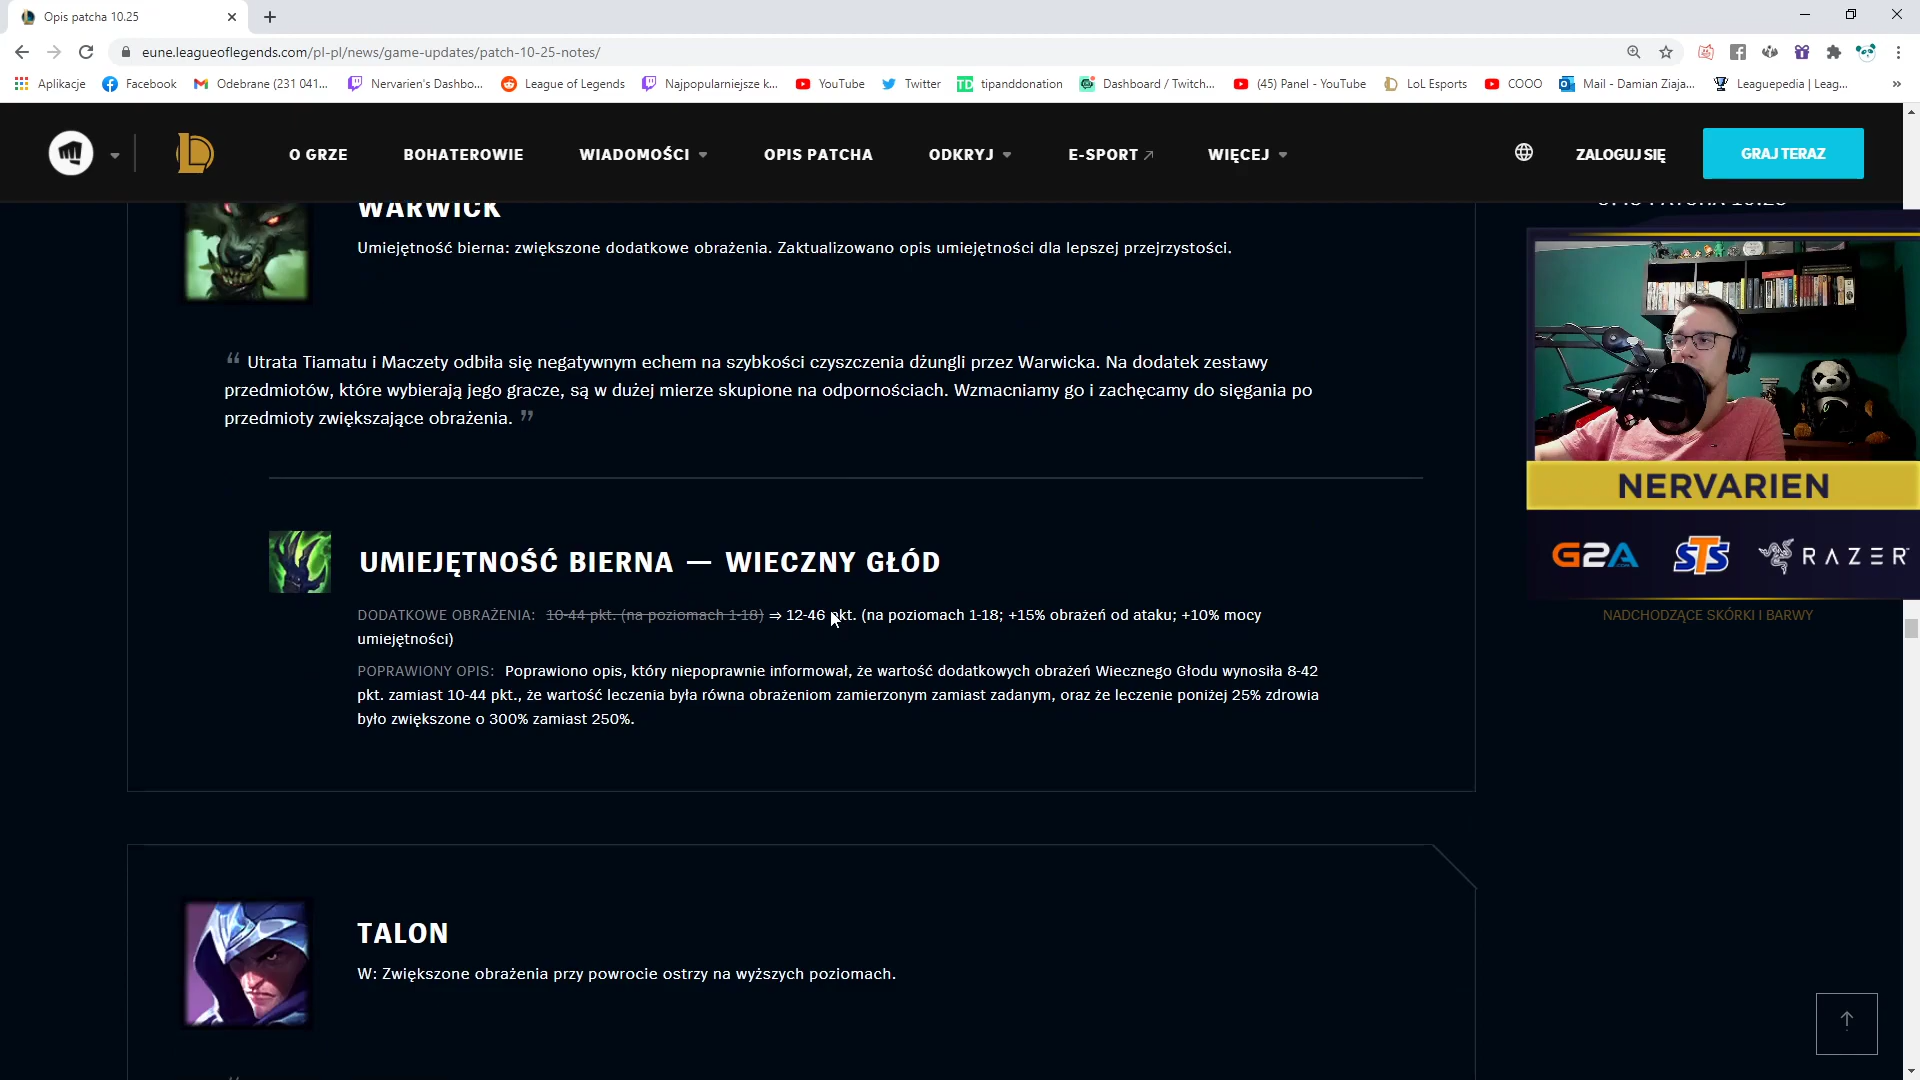 Opis patcha 10.25
eune.leagueoflegends.com/pl-pl/news/game-updates/patch-10-25-notes/
Aplikacje Facebook Odebrane (231 041... Nervarien's Dashbo... League of Legends Najpopularniejsze k... YouTube Twitter TD tipanddonation Dashboard / Twitch... (45) Panel - YouTube LoL Esports COOO Mail - Damian Ziaja... Leaguepedia | Leag... »
O GRZE BOHATEROWIE WIADOMOŚCI OPIS PATCHA ODKRYJ E-SPORT WIĘCEJ ZALOGUJ SIĘ GRAJ TERAZ
WARWICK
OPIS PATCHA 10.25
Umiejętność bierna: zwiększone dodatkowe obrażenia. Zaktualizowano opis umiejętności dla lepszej przejrzystości.
“ Utrata Tiamatu i Maczety odbiła się negatywnym echem na szybkości czyszczenia dżungli przez Warwicka. Na dodatek zestawy
przedmiotów, które wybierają jego gracze, są w dużej mierze skupione na odpornościach. Wzmacniamy go i zachęcamy do sięgania po
przedmioty zwiększające obrażenia. ”
NERVARIEN
G2A STS RAZER
UMIEJĘTNOŚĆ BIERNA — WIECZNY GŁÓD
DODATKOWE OBRAŻENIA: 10-44 pkt. (na poziomach 1-18) ⇒ 12-46 pkt. (na poziomach 1-18; +15% obrażeń od ataku; +10% mocy
umiejętności)
NADCHODZĄCE SKÓRKI I BARWY
POPRAWIONY OPIS: Poprawiono opis, który niepoprawnie informował, że wartość dodatkowych obrażeń Wiecznego Głodu wynosiła 8-42
pkt. zamiast 10-44 pkt., że wartość leczenia była równa obrażeniom zamierzonym zamiast zadanym, oraz że leczenie poniżej 25% zdrowia
było zwiększone o 300% zamiast 250%.
TALON
W: Zwiększone obrażenia przy powrocie ostrzy na wyższych poziomach.